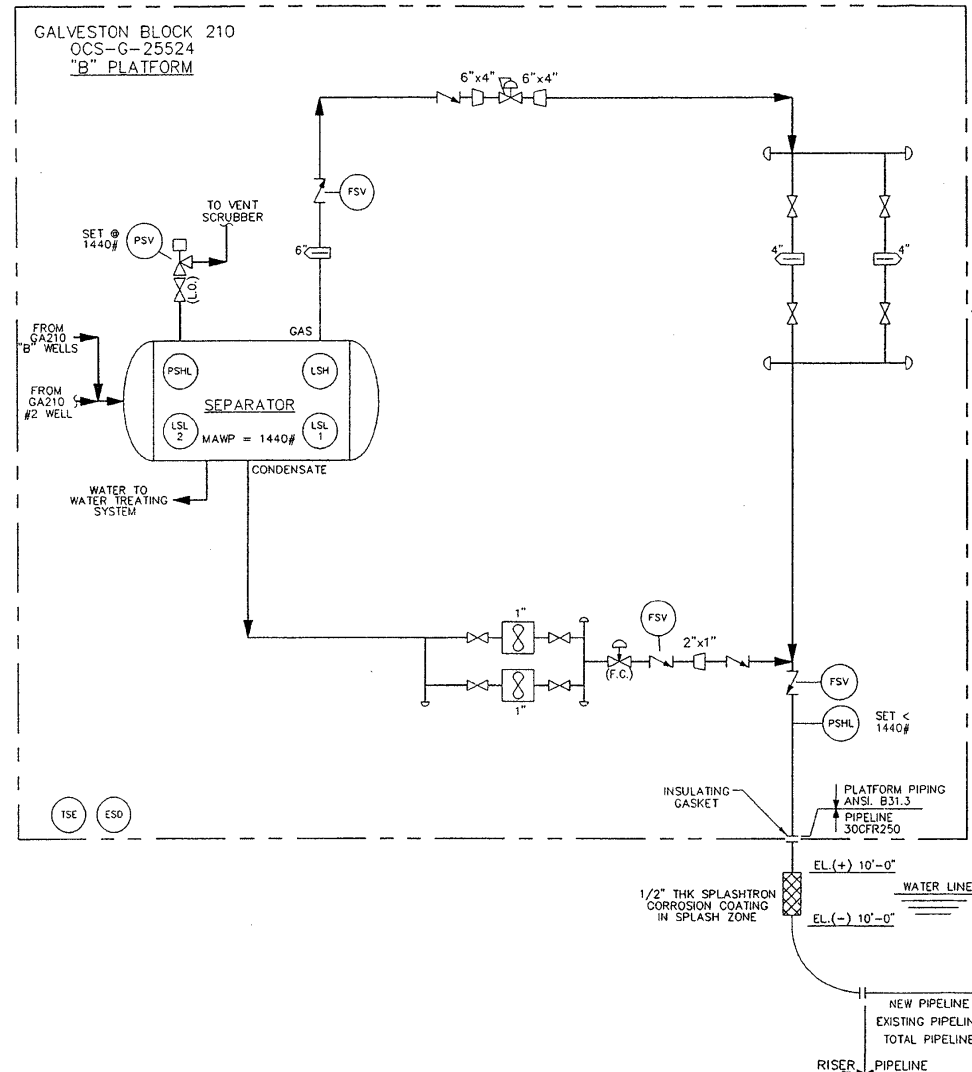 GALVESTON BLOCK 210
OCS-G-25524
"B" PLATFORM
6"x4"
6"x4"
FSV
TO VENT
SCRUBBER
SET @
1440#
PSV
(L.O.)
6"
4"
4"
GAS
FROM
GA210
"B" WELLS
FROM
GA210
#2 WELL
PSHL
LSH
SEPARATOR
LSL
2
MAWP = 1440#
LSL
1
CONDENSATE
WATER TO
WATER TREATING
SYSTEM
1"
FSV
2"x1"
(F.C.)
1"
FSV
PSHL
SET <
1440#
TSE
ESD
INSULATING
GASKET
PLATFORM PIPING
ANSI. B31.3
PIPELINE
30CFR250
EL.(+) 10'-0"
WATER LINE
1/2" THK SPLASHTRON
CORROSION COATING
IN SPLASH ZONE
EL.(-) 10'-0"
NEW PIPELINE
EXISTING PIPELIN
TOTAL PIPELINE
RISER
PIPELINE